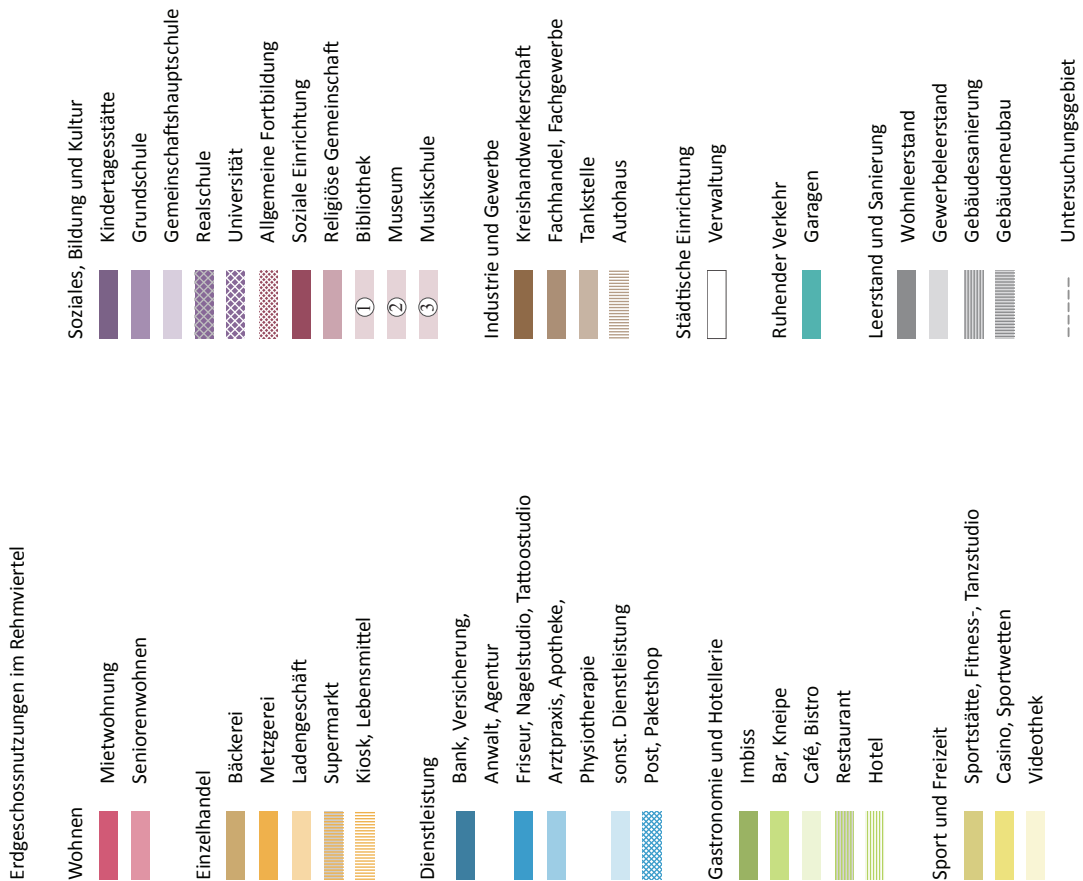 Erdgeschossnutzungen im Rehmviertel
Wohnen
Mietwohnung
Seniorenwohnen
Einzelhandel
Bäckerei
Metzgerei
Ladengeschäft
Supermarkt
Kiosk, Lebensmittel
Dienstleistung
Bank, Versicherung,
Anwalt, Agentur
Friseur, Nagelstudio, Tattoostudio
Arztpraxis, Apotheke,
Physiotherapie
sonst. Dienstleistung
Post, Paketshop
Gastronomie und Hotellerie
Imbiss
Bar, Kneipe
Café, Bistro
Restaurant
Hotel
Sport und Freizeit
Sportstätte, Fitness-, Tanzstudio
Casino, Sportwetten
Videothek
Soziales, Bildung und Kultur
Kindertagesstätte
Grundschule
Gemeinschaftshauptschule
Realschule
Universität
Allgemeine Fortbildung
Soziale Einrichtung
Religiöse Gemeinschaft
1 Bibliothek
2 Museum
3 Musikschule
Industrie und Gewerbe
Kreishandwerkerschaft
Fachhandel, Fachgewerbe
Tankstelle
Autohaus
Städtische Einrichtung
Verwaltung
Ruhender Verkehr
Garagen
Leerstand und Sanierung
Wohnleerstand
Gewerbeleerstand
Gebäudesanierung
Gebäudeneubau
Untersuchungsgebiet